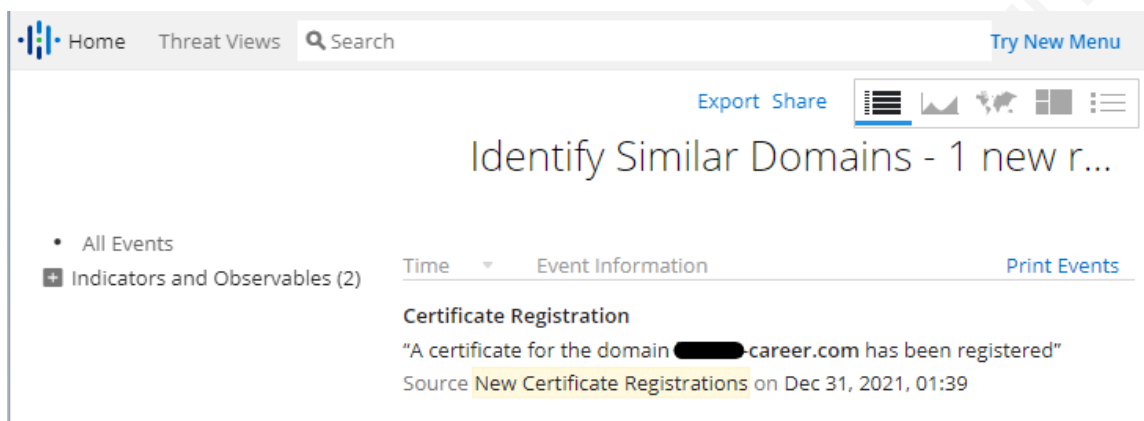 Home Threat Views Search Try New Menu
Export Share
Identify Similar Domains - 1 new r...
• All Events
Indicators and Observables (2)
Time Event Information Print Events
Certificate Registration
“A certificate for the domain -career.com has been registered”
Source New Certificate Registrations on Dec 31, 2021, 01:39